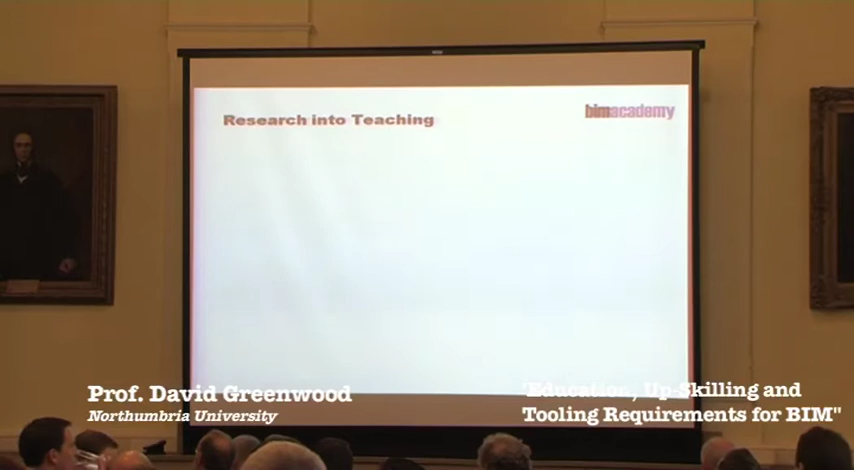 Research into Teaching
bimacademy
Prof. David Greenwood
Northumbria University
"Education, Up-Skilling and
Tooling Requirements for BIM"